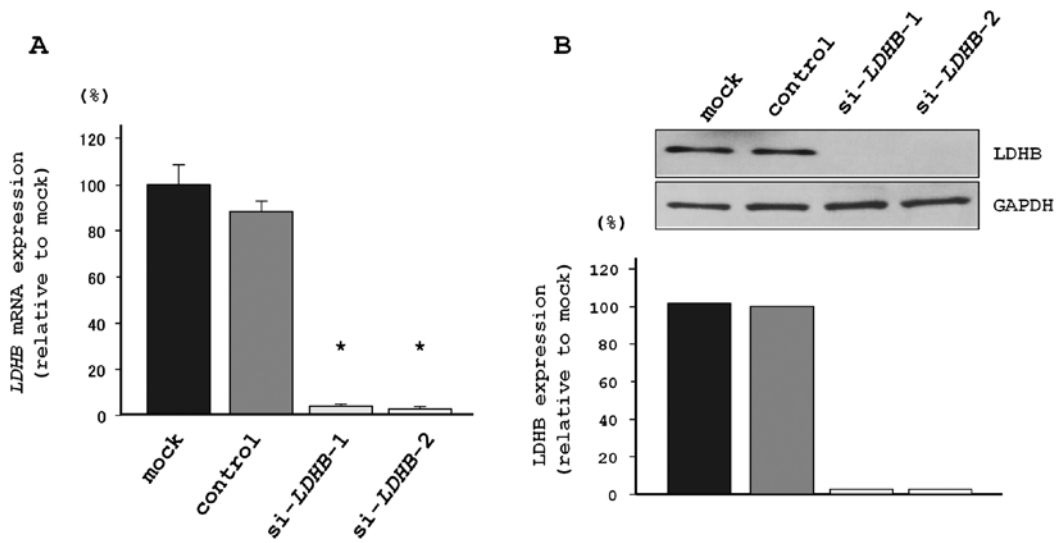 A
(%)
120
100
80
60
40
20
0
LDHB mRNA expression
(relative to mock)
*
*
mock
control
si-LDHB-1
si-LDHB-2
B
mock
control
si-LDHB-1
si-LDHB-2
LDHB
GAPDH
(%)
120
100
80
60
40
20
0
LDHB expression
(relative to mock)